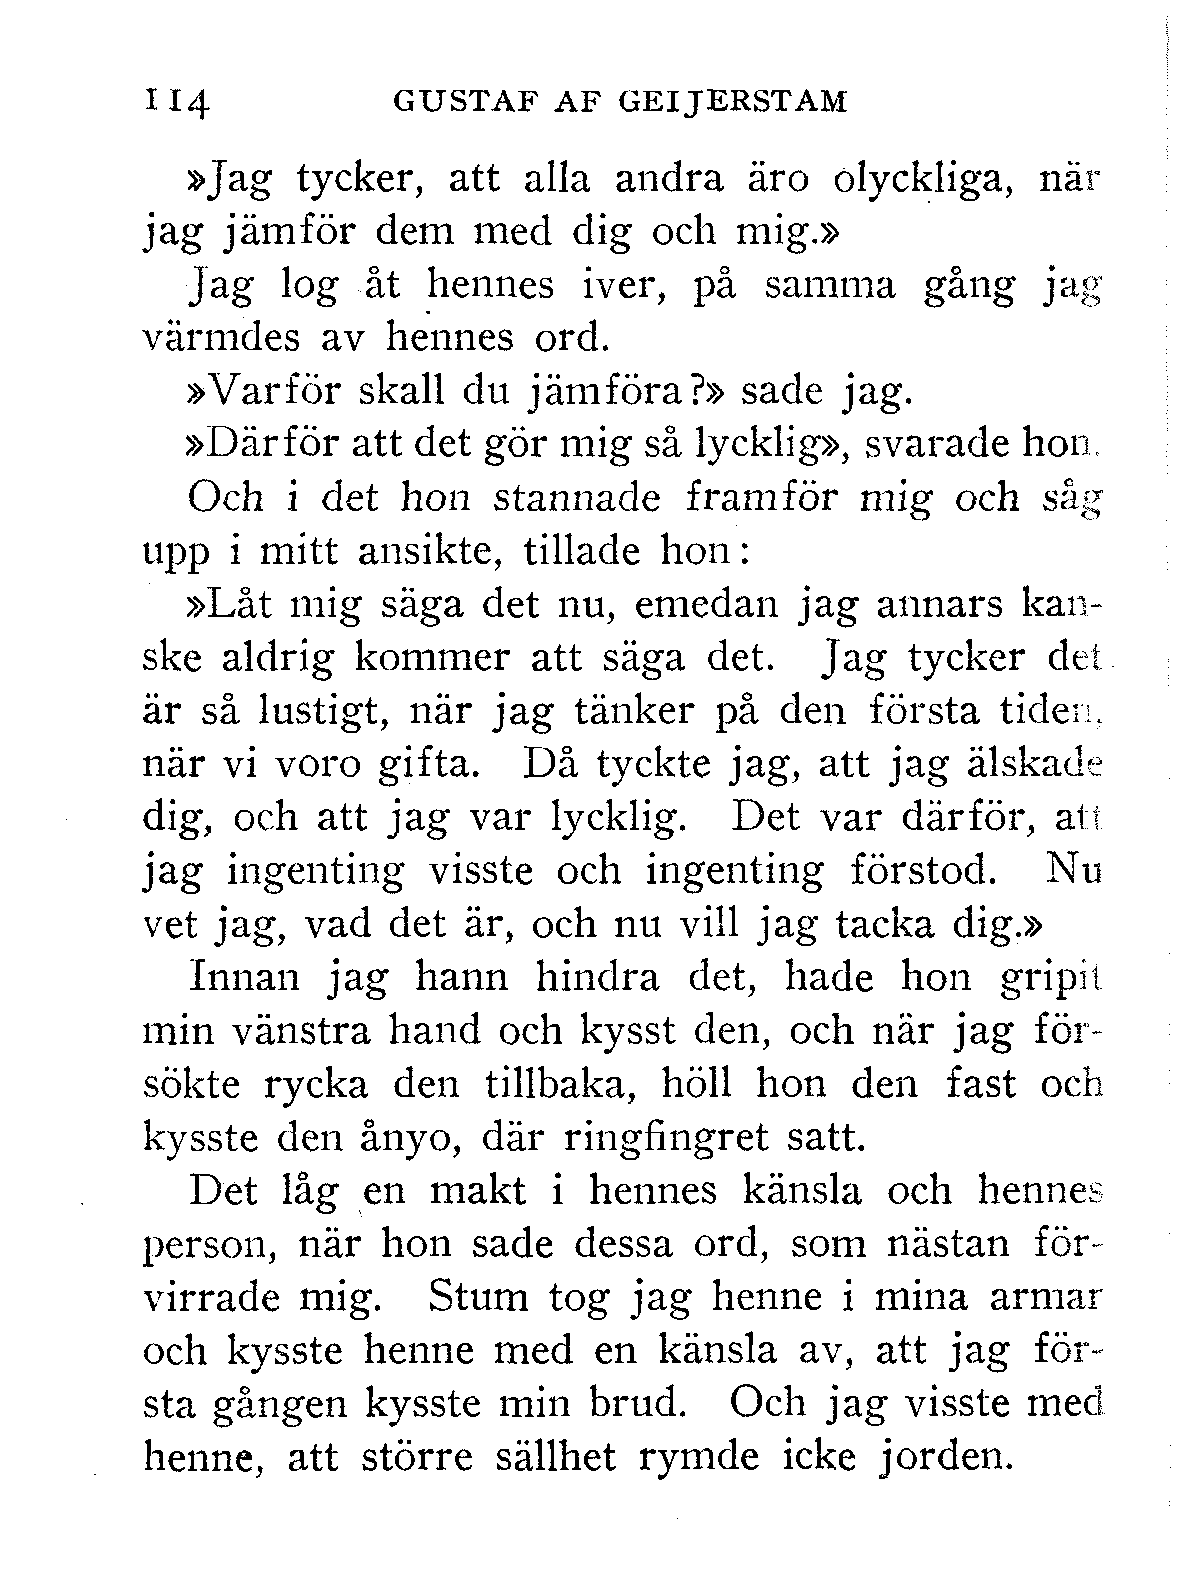 114 GUSTAF AF GEIJERSTAM
»Jag tycker, att alla andra äro olyckliga, när
jag jämför dem med dig och mig.»
Jag log åt hennes iver, på samma gång jag
värmdes av hennes ord.
»Varför skall du jämföra?» sade jag.
»Därför att det gör mig så lycklig», svarade hon.
Och i det hon stannade framför mig och såg
upp i mitt ansikte, tillade hon:
»Låt mig säga det nu, emedan jag annars kan-
ske aldrig kommer att säga det. Jag tycker det
är så lustigt, när jag tänker på den första tiden,
när vi voro gifta. Då tyckte jag, att jag älskade
dig, och att jag var lycklig. Det var därför, att
jag ingenting visste och ingenting förstod. Nu
vet jag, vad det är, och nu vill jag tacka dig.»
Innan jag hann hindra det, hade hon gripit
min vänstra hand och kysst den, och när jag för-
sökte rycka den tillbaka, höll hon den fast och
kysste den ånyo, där ringfingret satt.
Det låg en makt i hennes känsla och hennes
person, när hon sade dessa ord, som nästan för-
virrade mig. Stum tog jag henne i mina armar
och kysste henne med en känsla av, att jag för-
sta gången kysste min brud. Och jag visste med
henne, att större sällhet rymde icke jorden.